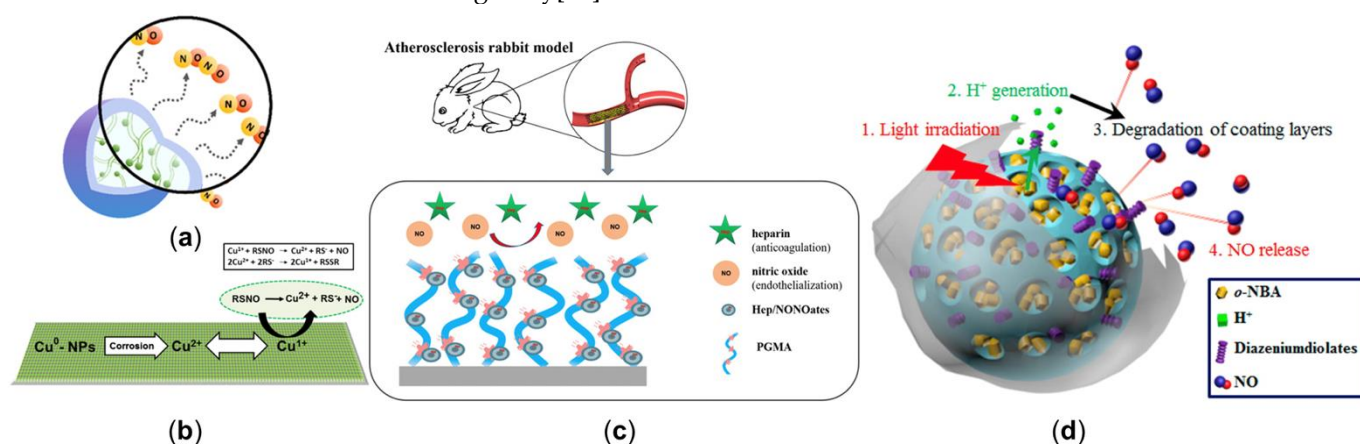 N O
N O N O
N O
N O
N O
(a)
Cu¹⁺ + RSNO → Cu²⁺ + RS⁻ + NO
2Cu²⁺ + 2RS⁻ → 2Cu¹⁺ + RSSR
RSNO → Cu²⁺ + RS⁻ + NO
Cu⁰- NPs Corrosion Cu²⁺ Cu¹⁺
(b)
Atherosclerosis rabbit model
NO NO NO NO
heparin
(anticoagulation)
NO nitric oxide
(endothelialization)
Hep/NONOates
PGMA
(c)
2. H⁺ generation
1. Light irradiation
3. Degradation of coating layers
4. NO release
o-NBA
H⁺
Diazeniumdiolates
NO
(d)